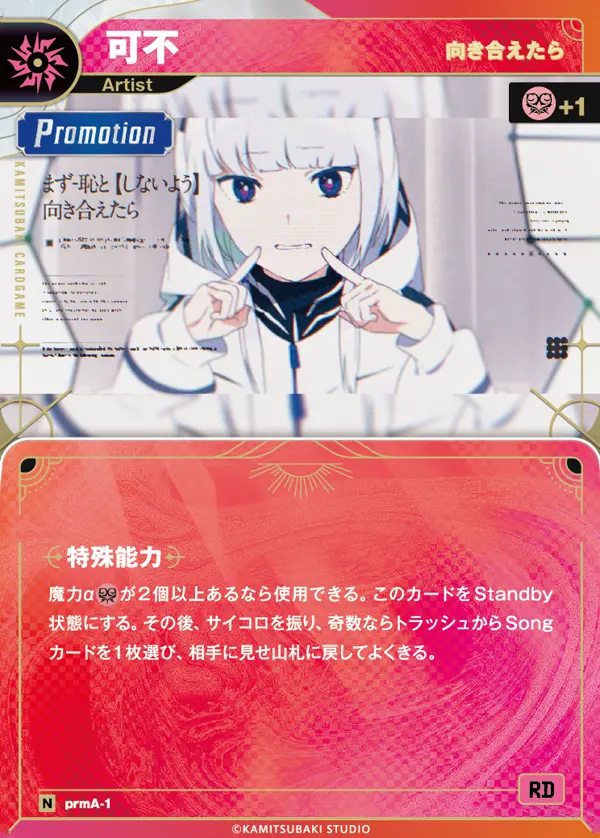 可不
向き合えたら
Artist
+1
Promotion
KAMITSUBAKI CARDGAME
まず-恥と【しないよう】
向き合えたら
特殊能力
魔力αが2個以上あるなら使用できる。このカードをStandby
状態にする。その後、サイコロを振り、奇数ならトラッシュからSong
カードを1枚選び、相手に見せ山札に戻してよくきる。
RD
N prmA-1
©KAMITSUBAKI STUDIO